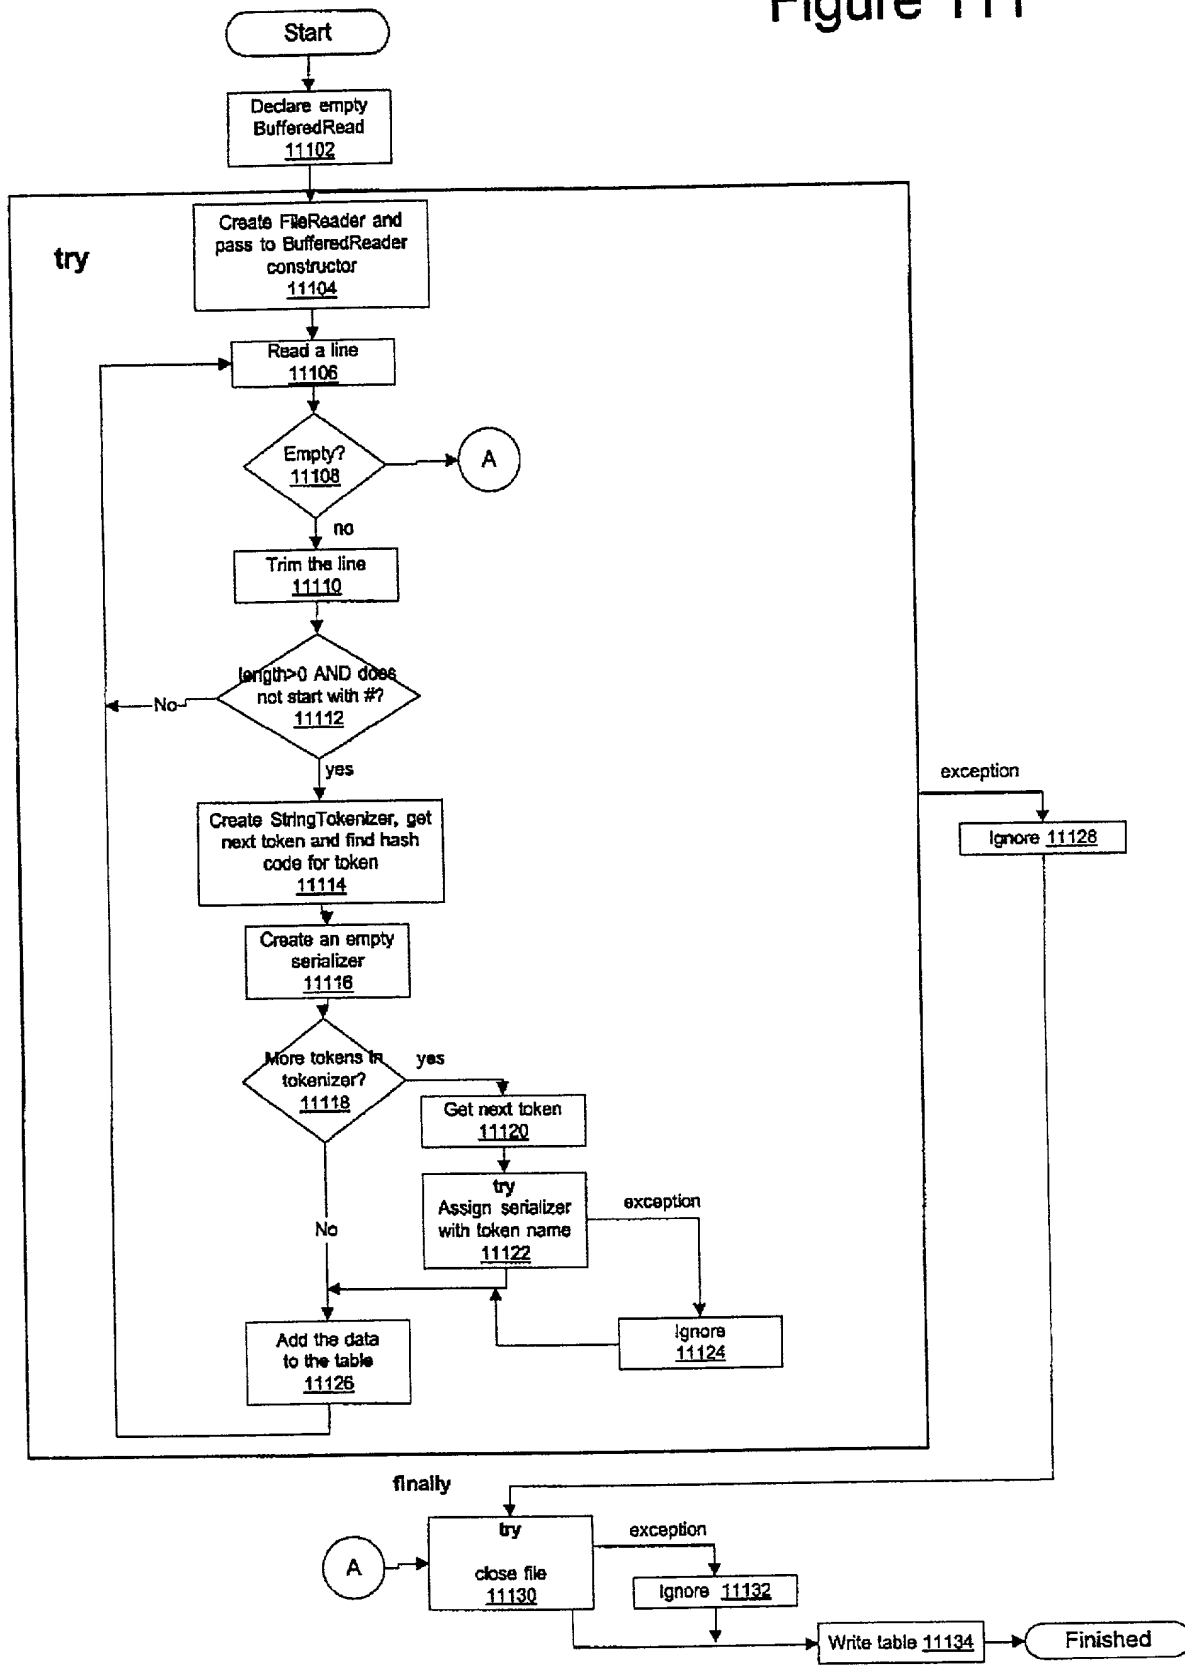 Figure 111
Start
Declare empty
BufferedRead
11102
try
Create FileReader and
pass to BufferedReader
constructor
11104
Read a line
11106
Empty?
11108
A
no
Trim the line
11110
length>0 AND does
not start with #?
11112
No
yes
exception
Ignore 11128
Create StringTokenizer, get
next token and find hash
code for token
11114
Create an empty
serializer
11116
More tokens in
tokenizer?
11118
yes
Get next token
11120
try
Assign serializer
with token name
11122
exception
No
Ignore
11124
Add the data
to the table
11126
finally
A
try
close file
11130
exception
Ignore 11132
Write table 11134
Finished